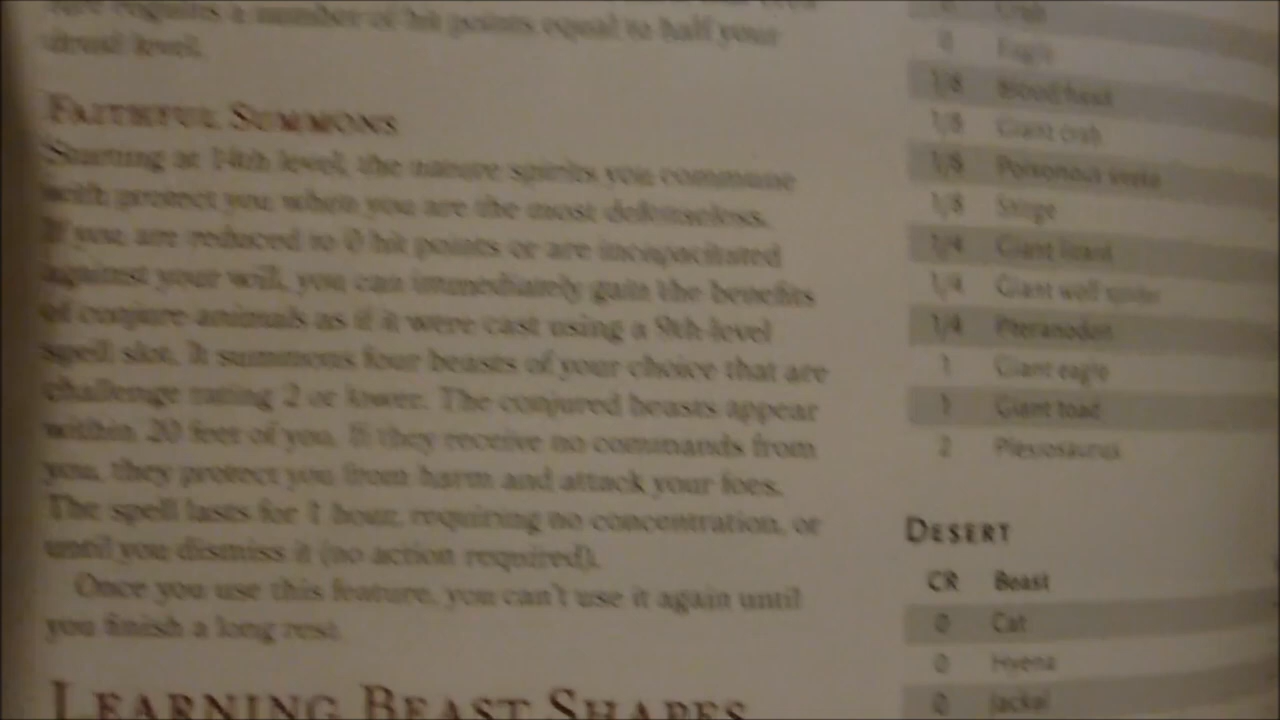 requires a number of hit points equal to half your
druid level.
FAITHFUL SUMMONS
Starting at 14th level, the nature spirits you commune
with protect you when you are the most defenseless.
If you are reduced to 0 hit points or are incapacitated
against your will, you can immediately gain the benefits
of conjure animals as if it were cast using a 9th-level
spell slot. It summons four beasts of your choice that are
challenge rating 2 or lower. The conjured beasts appear
within 20 feet of you. If they receive no commands from
you, they protect you from harm and attack your foes.
The spell lasts for 1 hour, requiring no concentration, or
until you dismiss it (no action required).
Once you use this feature, you can't use it again until
you finish a long rest.
LEARNING BEAST SHAPES
Crab
0 Eagle
1/8 Blood hawk
1/8 Giant crab
1/8 Poisonous snake
1/8 Stirge
1/4 Giant lizard
1/4 Giant wolf spider
1/4 Pteranodon
1 Giant eagle
1 Giant toad
2 Plesiosaurus
DESERT
CR Beast
0 Cat
0 Hyena
0 Jackal